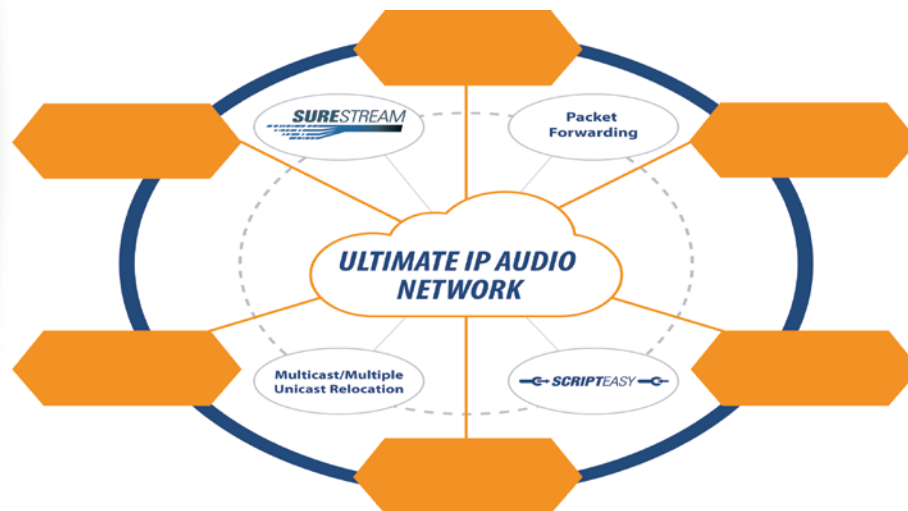 SURESTREAM
Packet
Forwarding
ULTIMATE IP AUDIO
NETWORK
Multicast/Multiple
Unicast Relocation
SCRIPTEASY